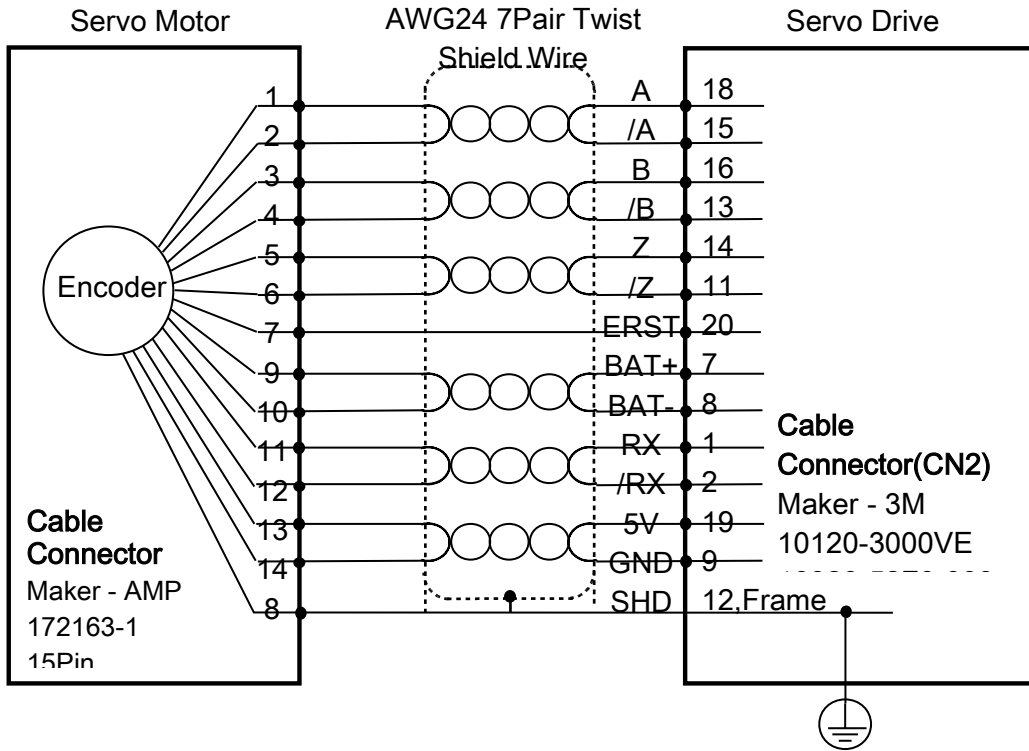 Servo Motor
AWG24 7Pair Twist
Shield Wire
Servo Drive
1 A 18
2 /A 15
3 B 16
4 /B 13
5 Z 14
6 /Z 11
7 ERST 20
9 BAT+ 7
10 BAT- 8
11 RX 1
12 /RX 2
13 5V 19
14 GND 9
8 SHD 12,Frame
Encoder
Cable
Connector
Maker - AMP
172163-1
15Pin
Cable
Connector(CN2)
Maker - 3M
10120-3000VE